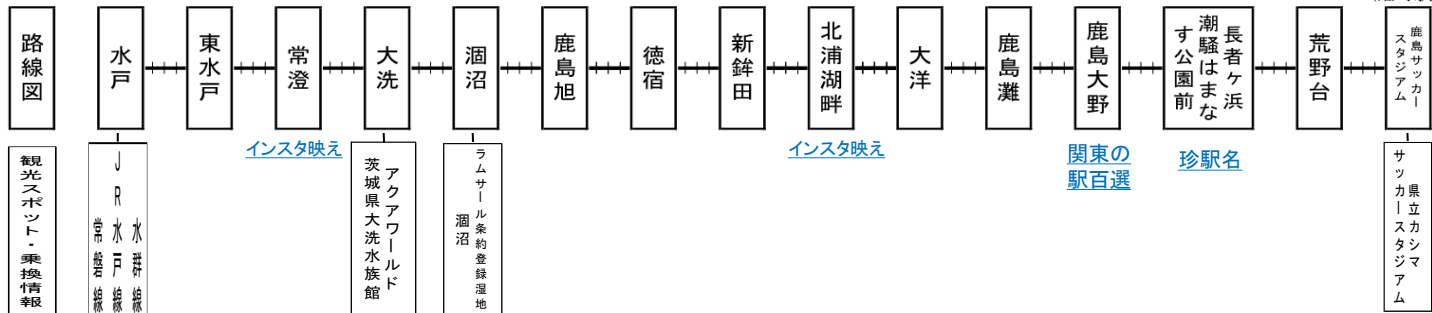 路線図
水戸
東水戸
常澄
大洗
涸沼
鹿島旭
徳宿
新鉾田
北浦湖畔
大洋
鹿島灘
鹿島大野
長者ヶ浜
潮騒はまな
す公園前
荒野台
鹿島サッカー
スタジアム
インスタ映え
インスタ映え
関東の
駅百選
珍駅名
観光スポット・乗換情報
JR
水群線
水戸線
常磐線
アクアワールド
茨城県大洗水族館
ラムサール条約登録湿地
涸沼
県立カシマ
サッカースタジアム